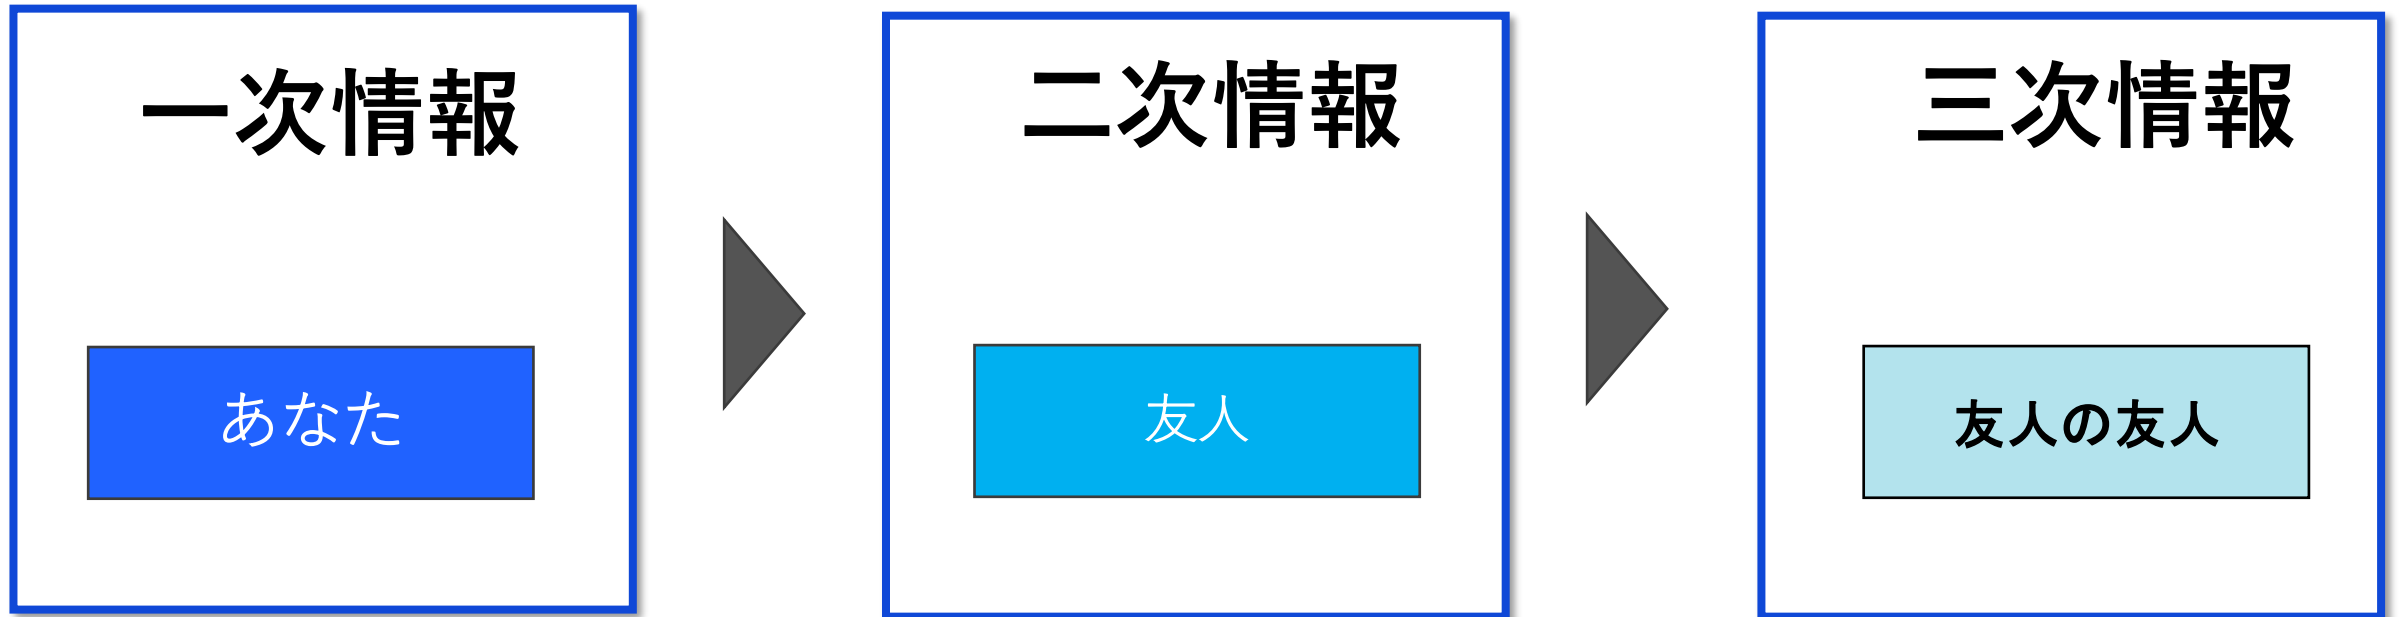 一次情報
二次情報
三次情報
あなた
友人
友人の友人